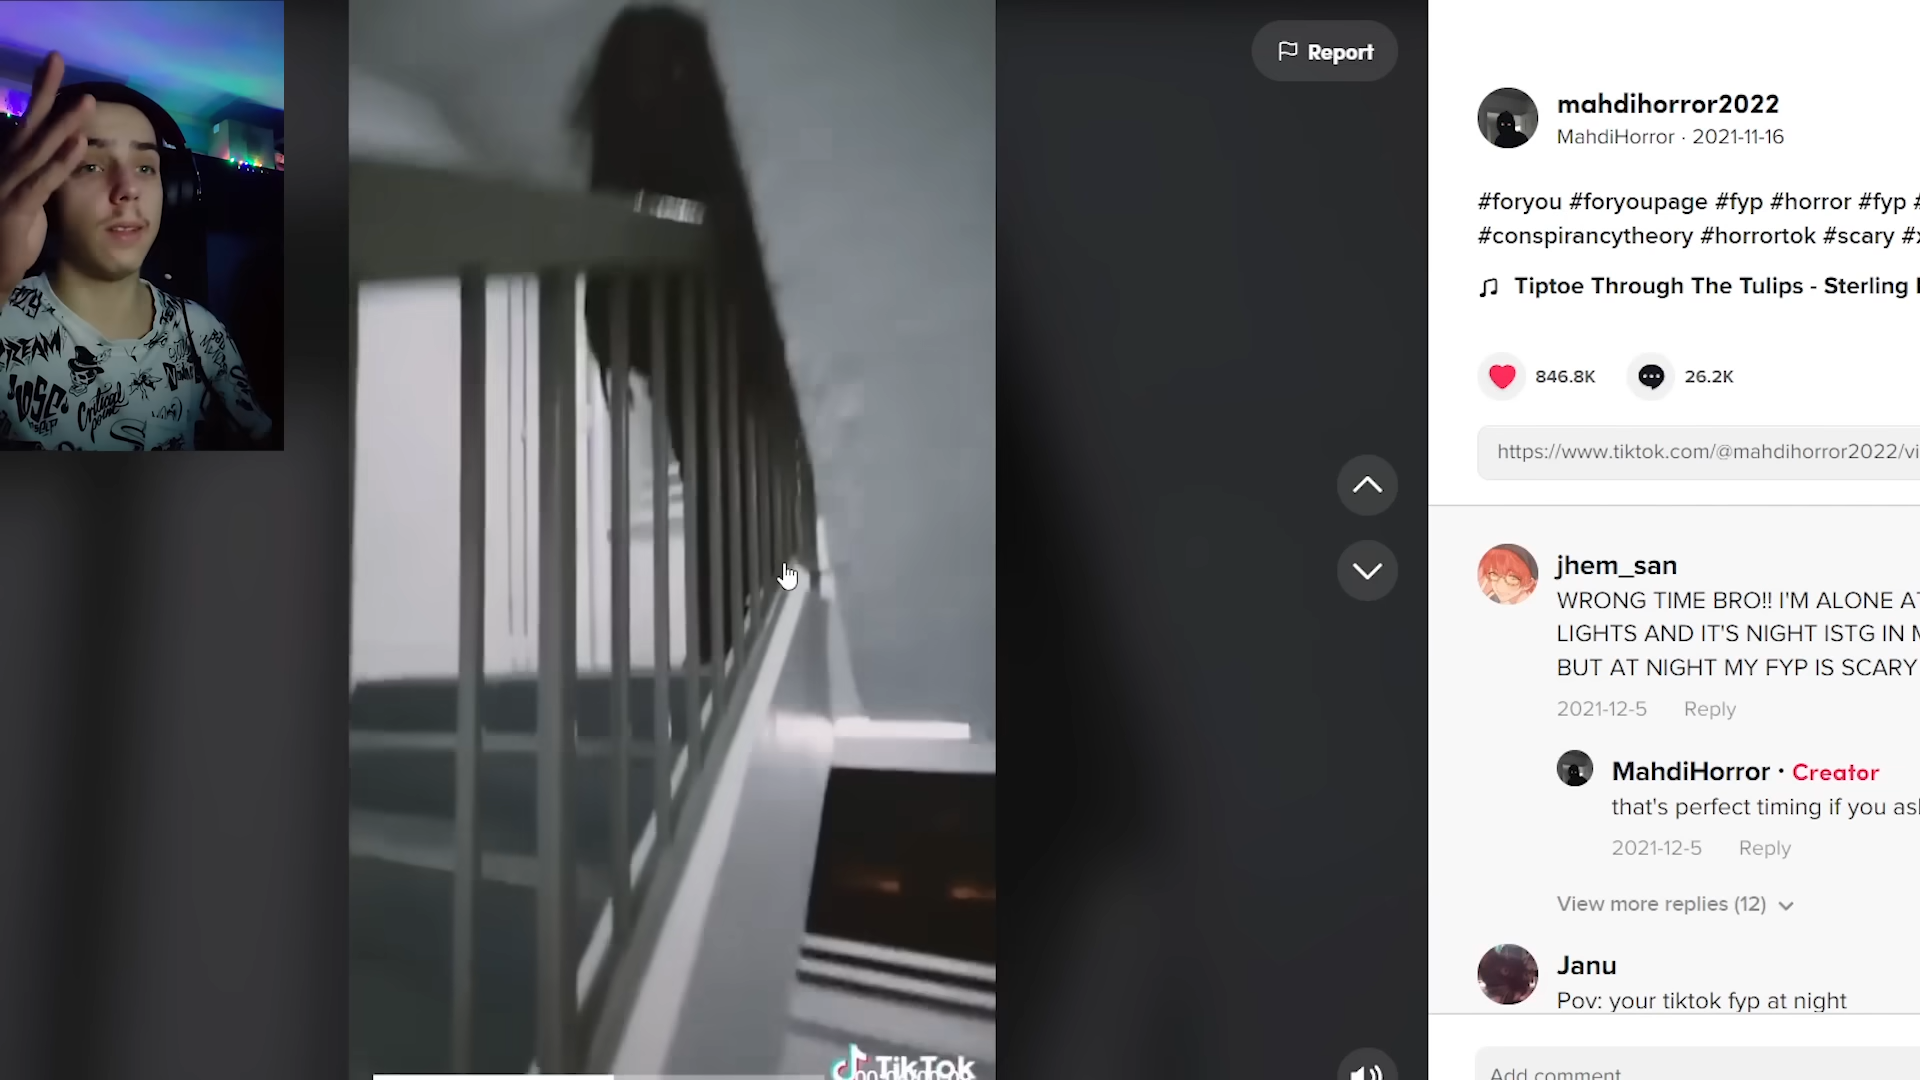 Report
mahdihorror2022
MahdiHorror · 2021-11-16
#foryou #foryoupage #fyp #horror #fyp #
#conspirancytheory #horrortok #scary #
Tiptoe Through The Tulips - Sterling
846.8K
26.2K
https://www.tiktok.com/@mahdihorror2022/vi
jhem_san
WRONG TIME BRO!! I'M ALONE AT
LIGHTS AND IT'S NIGHT ISTG IN
BUT AT NIGHT MY FYP IS SCARY
2021-12-5 Reply
MahdiHorror · Creator
that's perfect timing if you ask
2021-12-5 Reply
View more replies (12)
Janu
Pov: your tiktok fyp at night
Add comment
TikTok
Critical